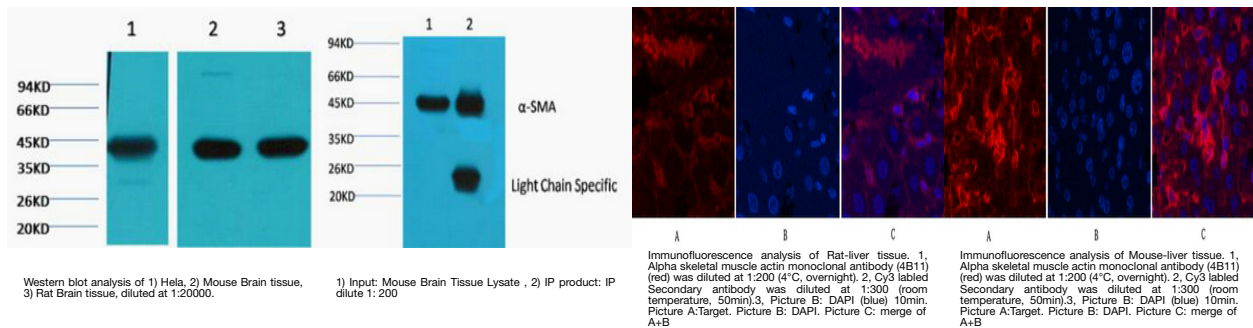 1
2
3
94KD
66KD
45KD
35KD
26KD
20KD
Western blot analysis of 1) Hela, 2) Mouse Brain tissue,
3) Rat Brain tissue, diluted at 1:20000.
1
2
94KD
66KD
45KD
35KD
26KD
20KD
α-SMA
Light Chain Specific
1) Input: Mouse Brain Tissue Lysate , 2) IP product: IP
dilute 1: 200
A
B
C
Immunofluorescence analysis of Rat-liver tissue. 1,
Alpha skeletal muscle actin monoclonal antibody (4B11)
(red) was diluted at 1:200 (4°C, overnight). 2, Cy3 labled
Secondary antibody was diluted at 1:300 (room
temperature, 50min).3, Picture B: DAPI (blue) 10min.
Picture A:Target. Picture B: DAPI. Picture C: merge of
A+B
A
B
C
Immunofluorescence analysis of Mouse-liver tissue. 1,
Alpha skeletal muscle actin monoclonal antibody (4B11)
(red) was diluted at 1:200 (4°C, overnight). 2, Cy3 labled
Secondary antibody was diluted at 1:300 (room
temperature, 50min).3, Picture B: DAPI (blue) 10min.
Picture A:Target. Picture B: DAPI. Picture C: merge of
A+B